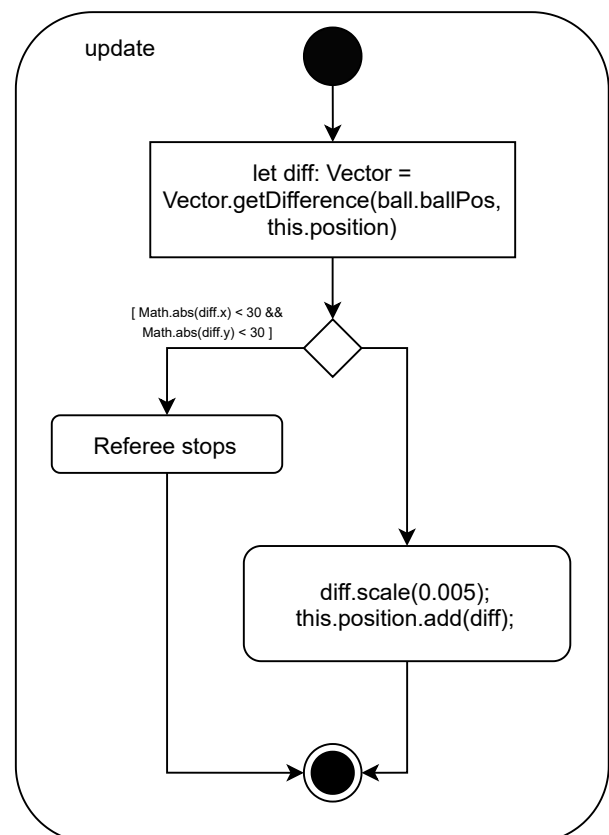 update
let diff: Vector =
Vector.getDifference(ball.ballPos,
this.position)
[ Math.abs(diff.x) < 30 &&
Math.abs(diff.y) < 30 ]
Referee stops
diff.scale(0.005);
this.position.add(diff);